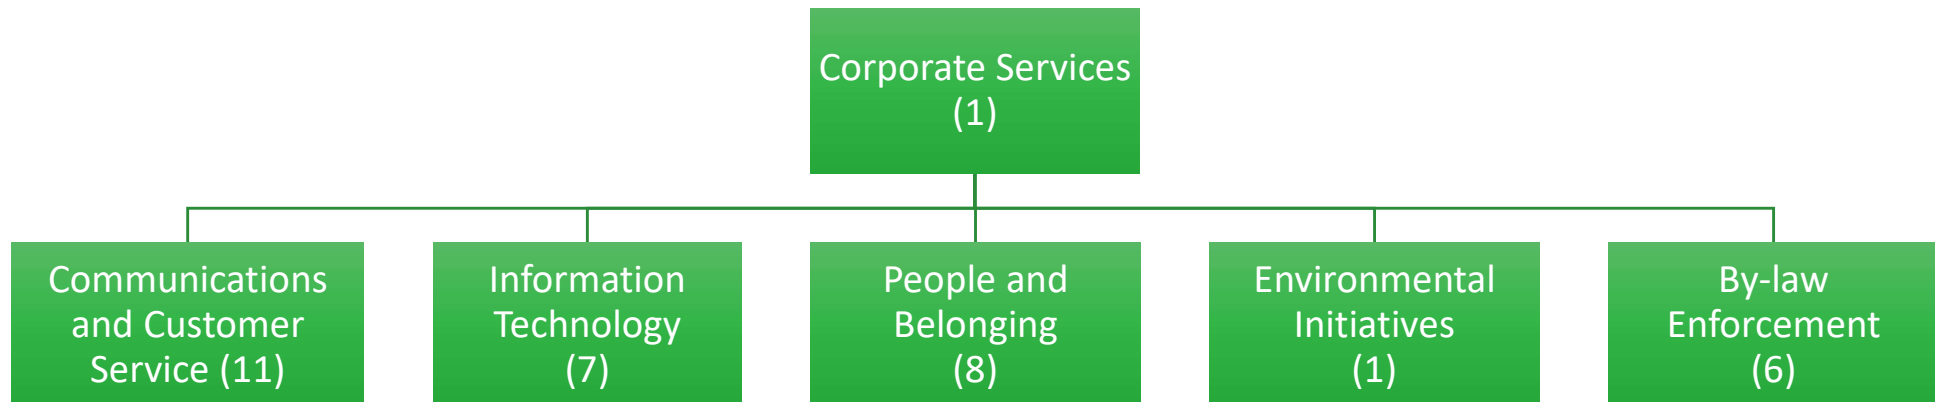 Corporate Services
(1)
Communications
and Customer
Service (11)
Information
Technology
(7)
People and
Belonging
(8)
Environmental
Initiatives
(1)
By-law
Enforcement
(6)